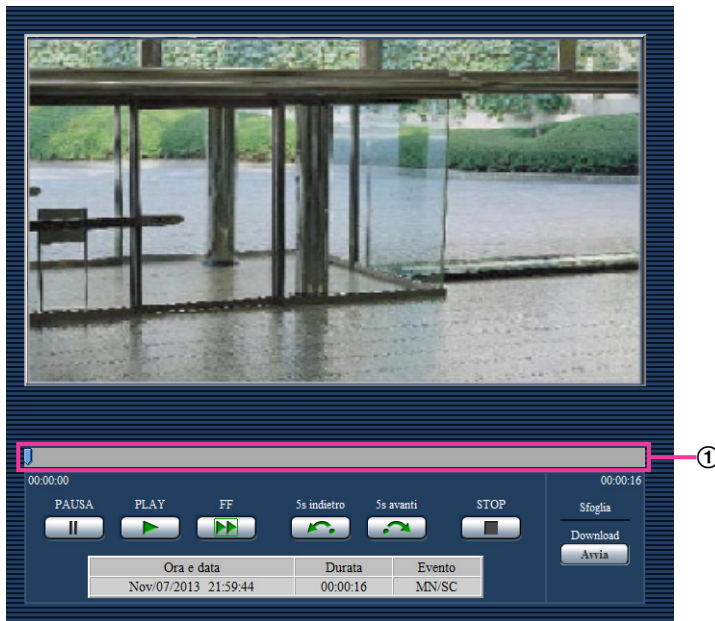 ①
00:00:00 00:00:16
PAUSA PLAY FF 5s indietro 5s avanti STOP Sfoglia
Download
Avvia
Ora e data Durata Evento
Nov/07/2013 21:59:44 00:00:16 MN/SC